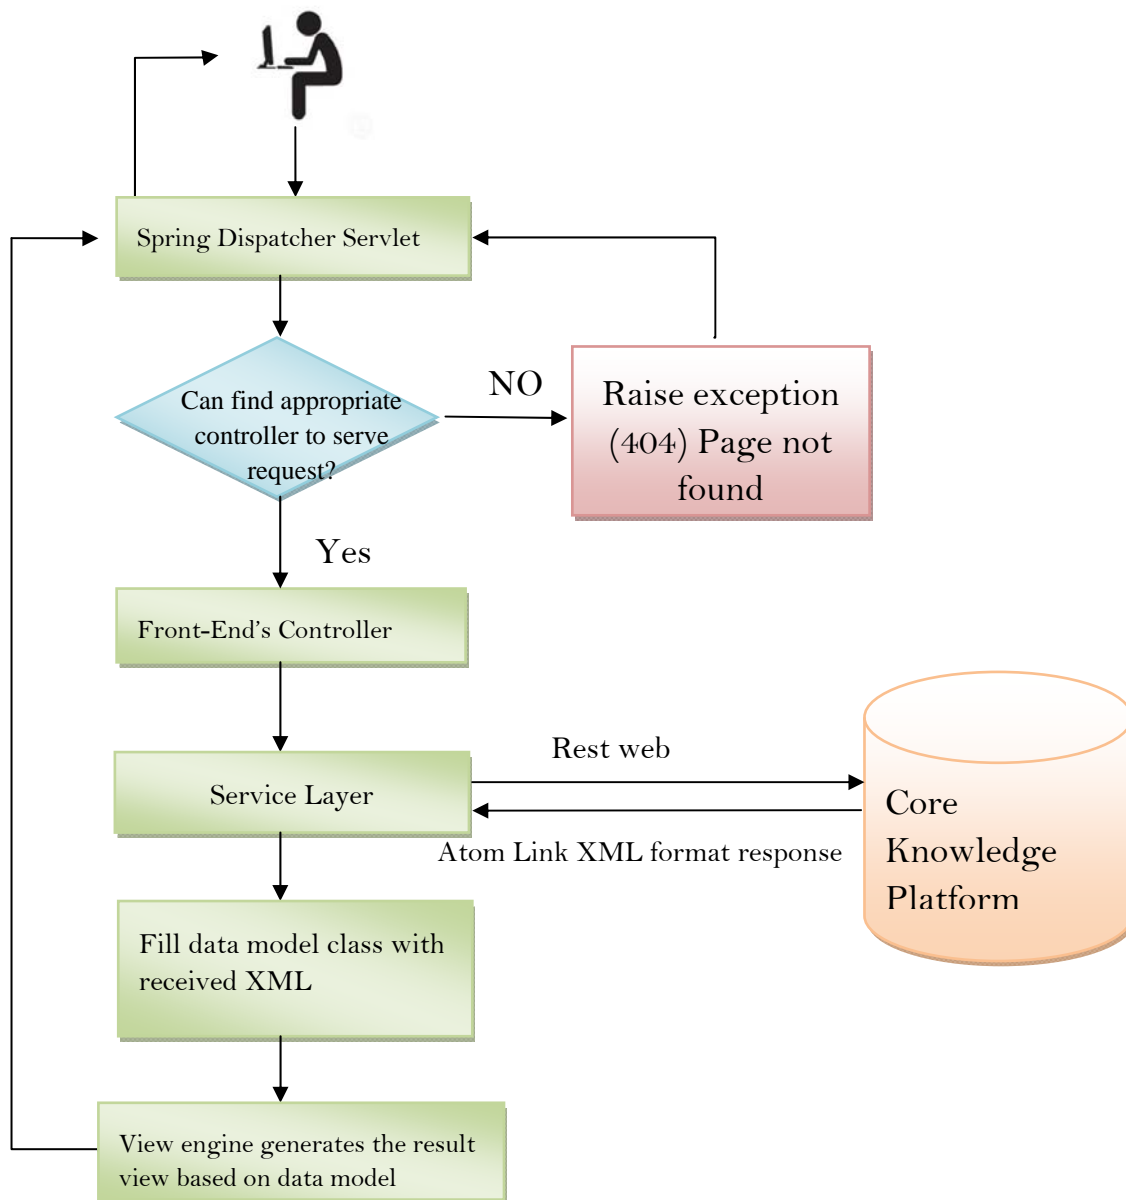 Spring Dispatcher Servlet
Can find appropriate
controller to serve
request?
NO
Raise exception
(404) Page not
found
Yes
Front-End's Controller
Service Layer
Rest web
Atom Link XML format response
Core
Knowledge
Platform
Fill data model class with
received XML
View engine generates the result
view based on data model